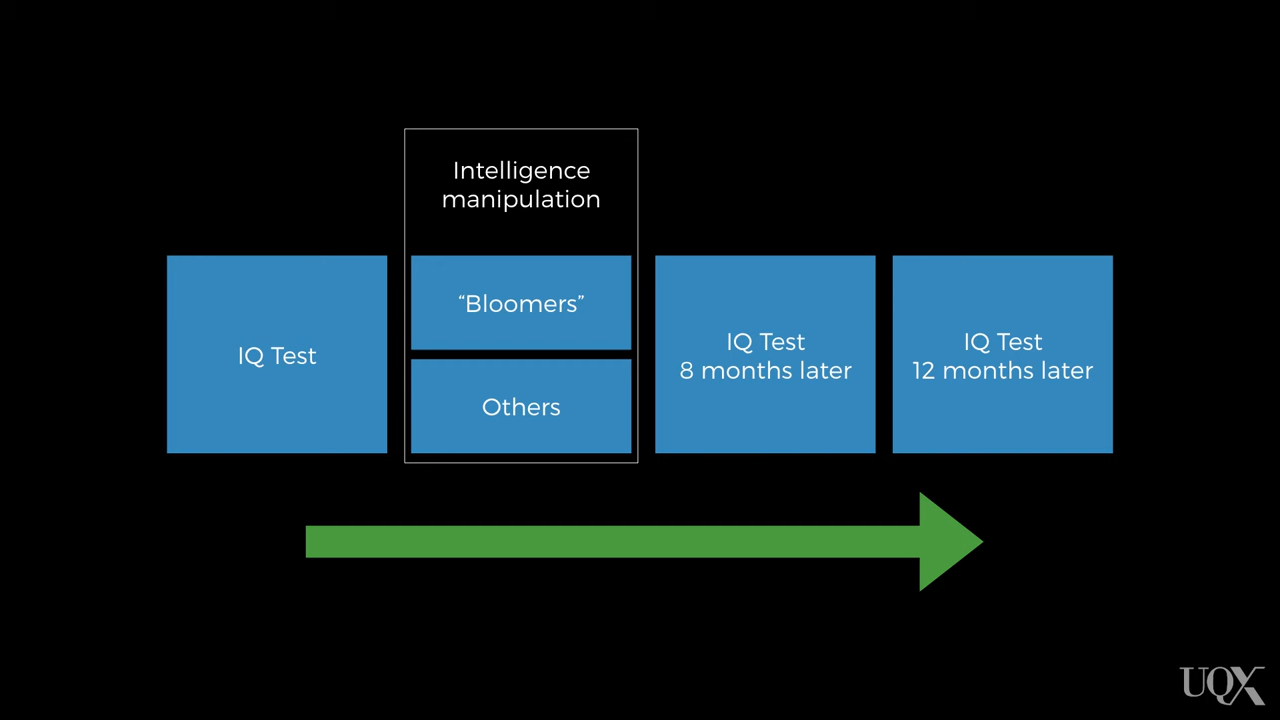 Intelligence
manipulation
IQ Test
“Bloomers”
Others
IQ Test
8 months later
IQ Test
12 months later
UQX